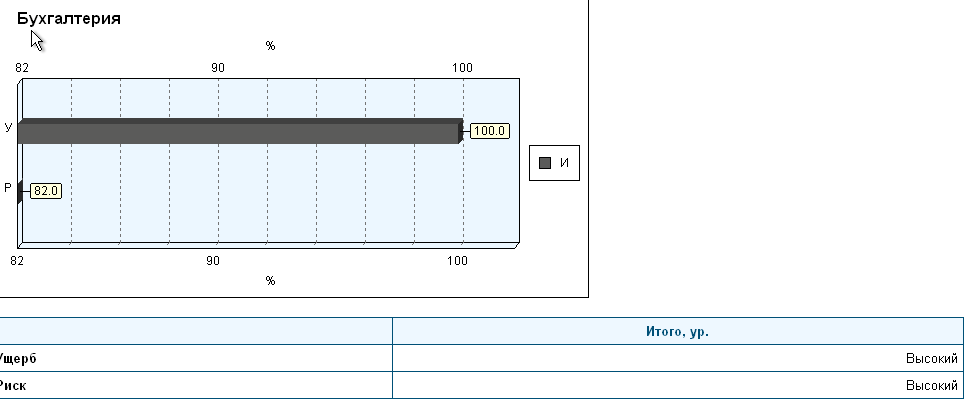 Бухгалтерия
%
82 90 100
У 100.0
И
Р 82.0
82 90 100
%
Итого, ур.
Ущерб Высокий
Риск Высокий